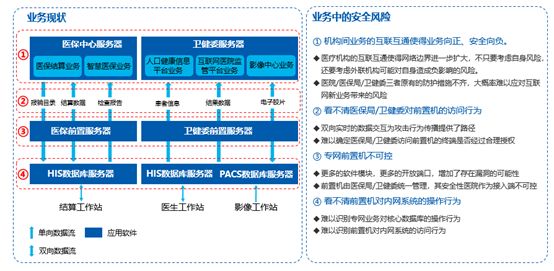 业务现状
① 医保中心服务器
医保结算业务 智慧医保业务
卫健委服务器
人口健康信息平台业务 互联网医院监管平台业务 影像中心业务
② 报销目录 结算数据 检查报告 患者信息 结果数据 电子胶片
③ 医保前置服务器 卫健委前置服务器
④ HIS数据库服务器 HIS数据库服务器 PACS数据库服务器
结算工作站 医生工作站 影像工作站
单向数据流 应用软件
双向数据流
业务中的安全风险
① 机构间业务的互联互通使得业务向正、安全向负。
医疗机构的互联互通使得网络边界进一步扩大，不只要考虑自身风险，
还要考虑外联机构可能对自身造成负影响的风险。
医院/医保局/卫健委三者原有的防护措施不齐，大概率难以应对互联
网新业务带来的风险
② 看不清医保局/卫健委对前置机的访问行为
双向实时的数据交互为攻击行为传播提供了路径
难以确定医保局/卫健委访问前置机的终端是否经过合理授权
③ 专网前置机不可控
更多的软件模块，更多的开放端口，增加了存在漏洞的可能性
前置机由医保局/卫健委统一管理，其安全性医院作为接入端不可控
④ 看不清前置机对内网系统的操作行为
难以识别专网业务对核心数据库的操作行为
难以识别前置机对内网系统的访问行为